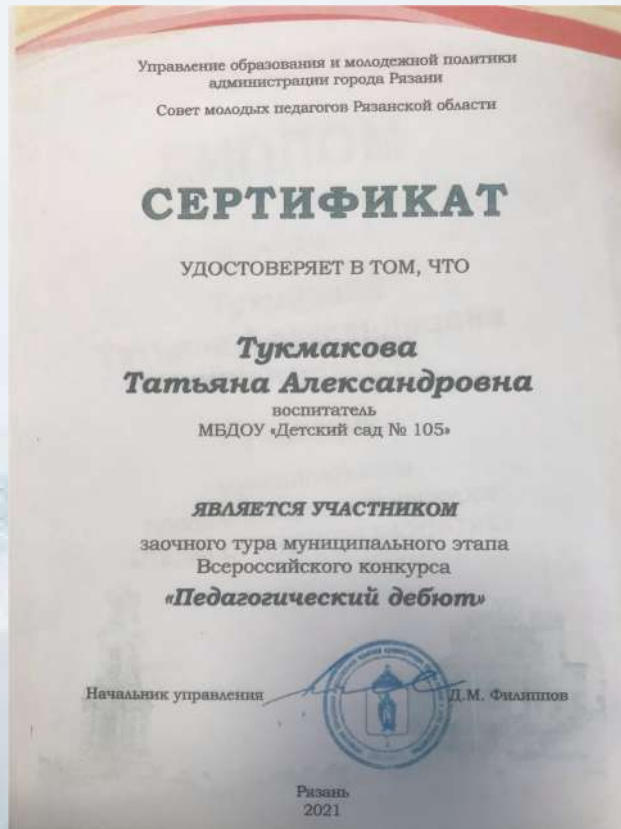 Управление образования и молодежной политики
администрации города Рязани
Совет молодых педагогов Рязанской области
СЕРТИФИКАТ
УДОСТОВЕРЯЕТ В ТОМ, ЧТО
Тукмакова
Татьяна Александровна
воспитатель
МБДОУ «Детский сад № 105»
ЯВЛЯЕТСЯ УЧАСТНИКОМ
заочного тура муниципального этапа
Всероссийского конкурса
«Педагогический дебют»
Начальник управления Д.М. Филиппов
Рязань
2021